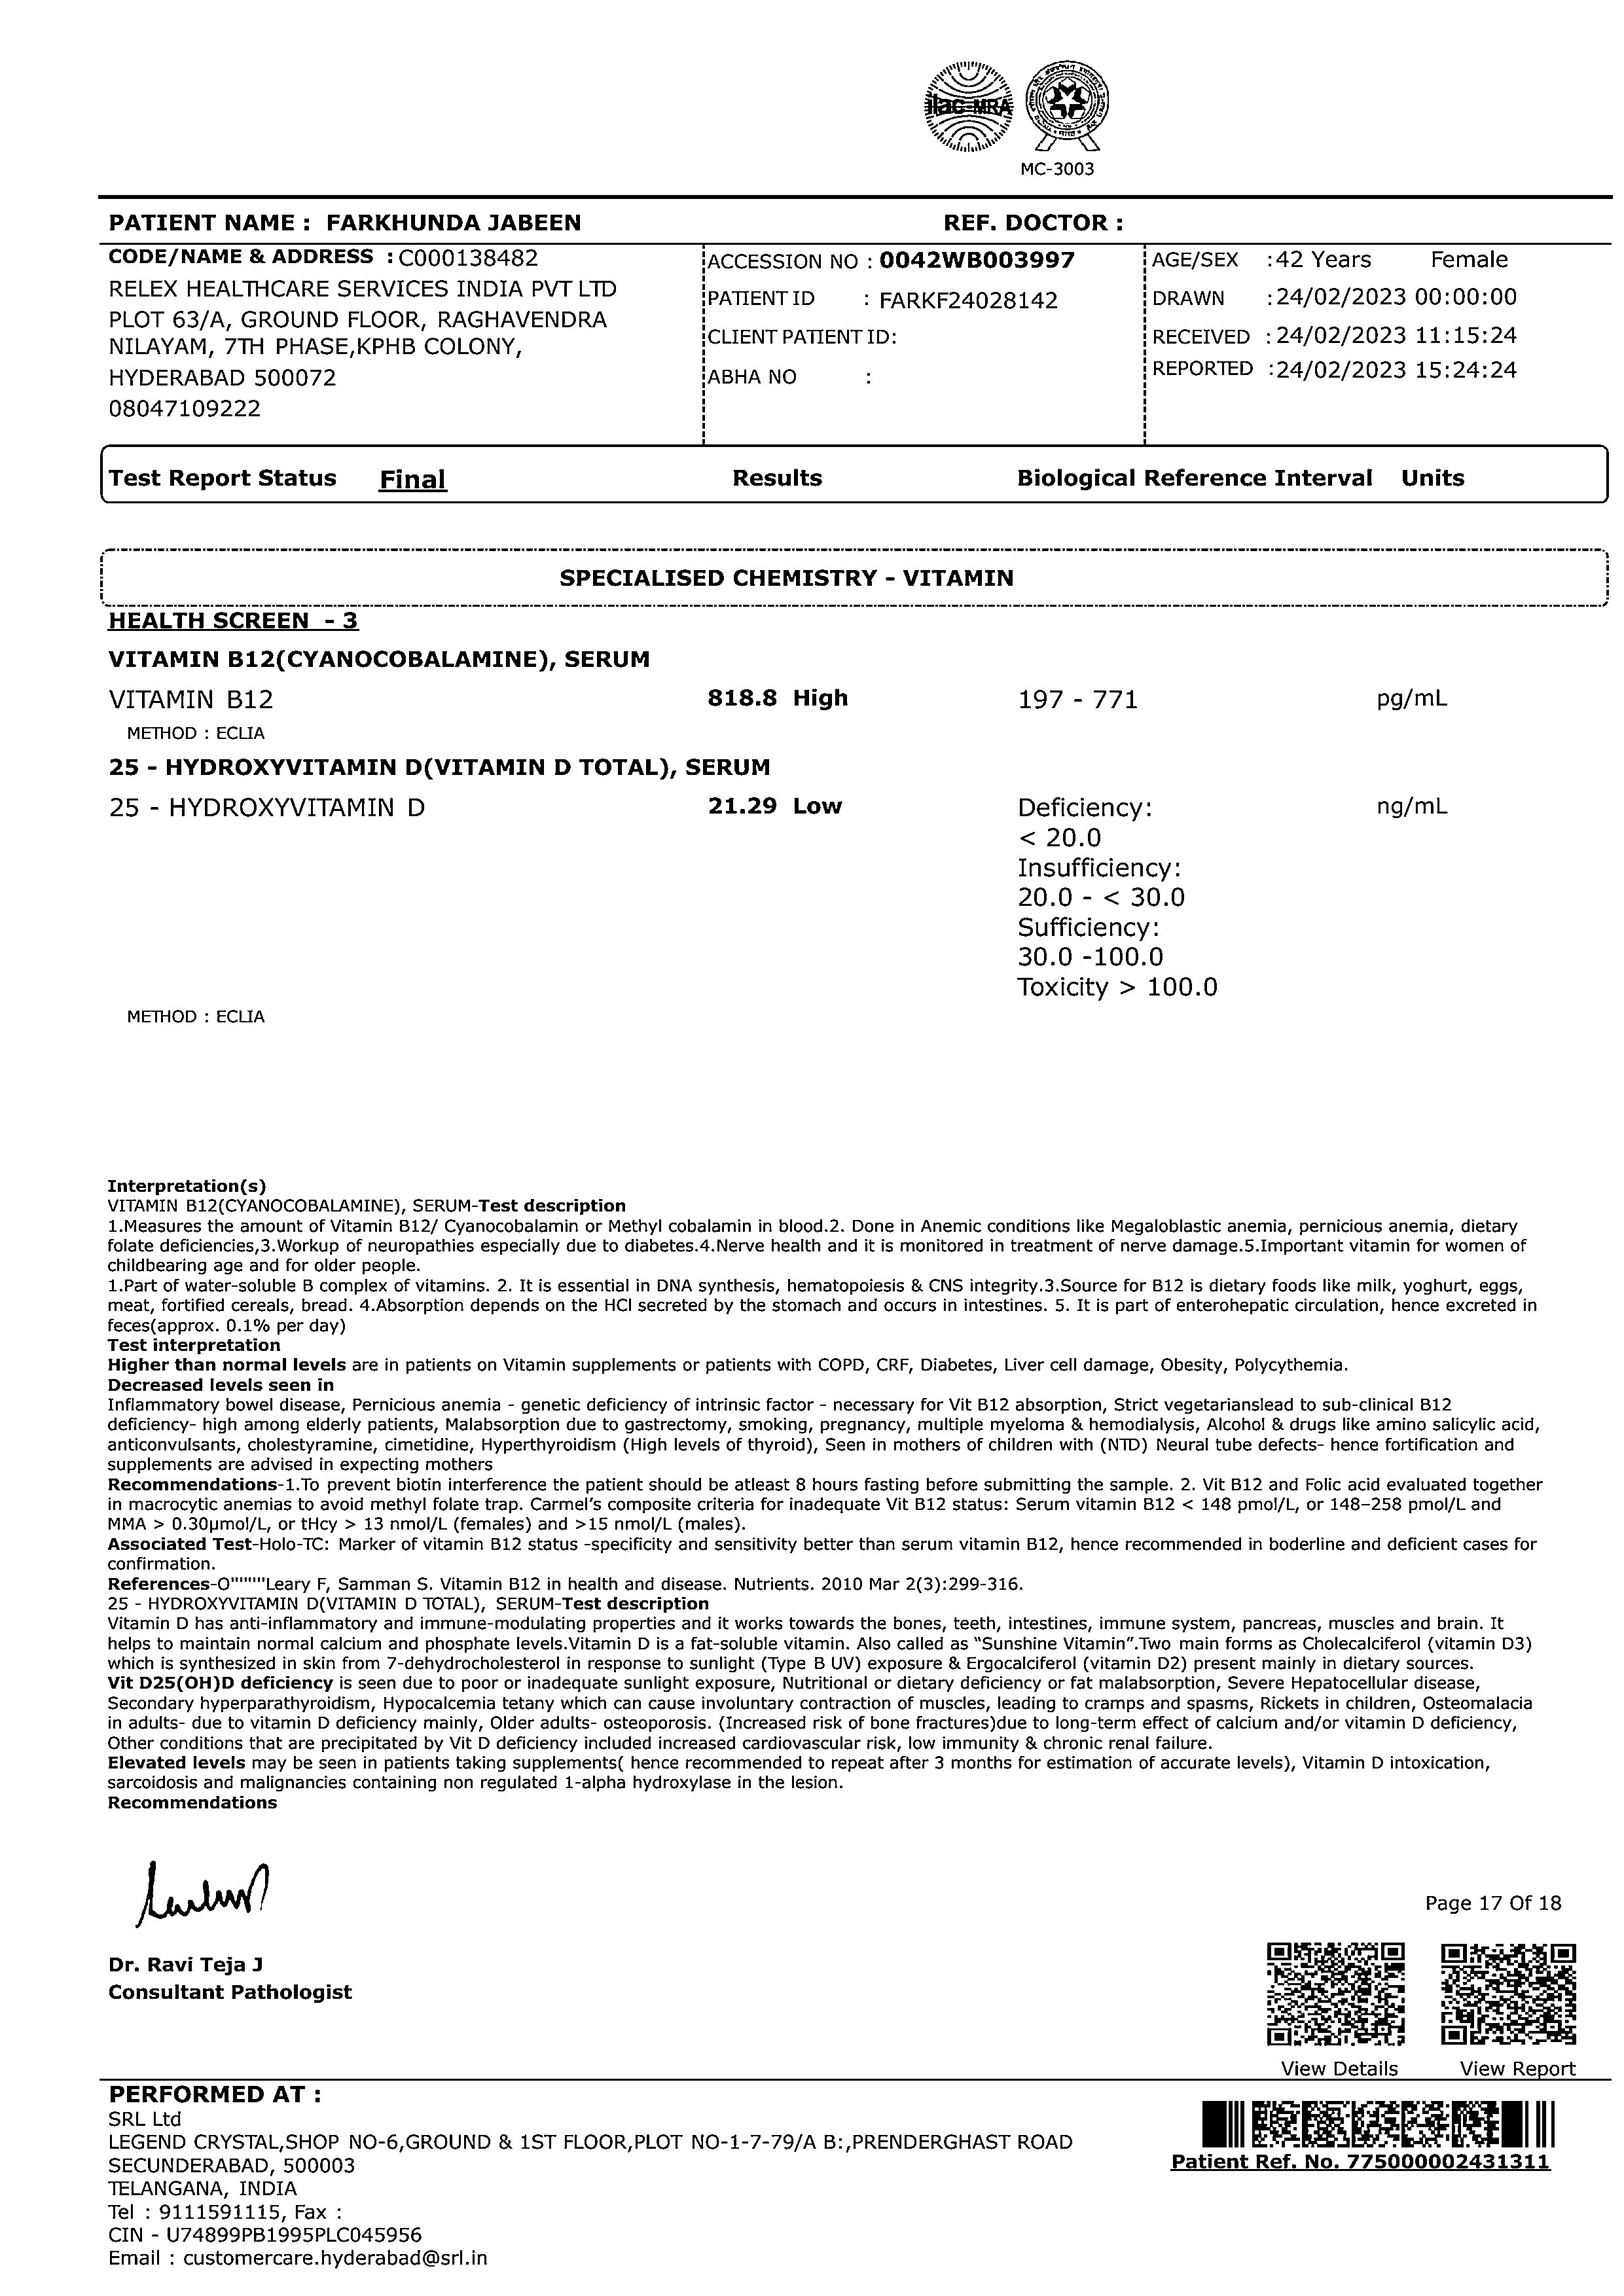 ilac-MRA
MC-3003
PATIENT NAME : FARKHUNDA JABEEN REF. DOCTOR :
CODE/NAME & ADDRESS : C000138482
RELEX HEALTHCARE SERVICES INDIA PVT LTD
PLOT 63/A, GROUND FLOOR, RAGHAVENDRA
NILAYAM, 7TH PHASE,KPHB COLONY,
HYDERABAD 500072
08047109222
ACCESSION NO : 0042WB003997
PATIENT ID : FARKF24028142
CLIENT PATIENT ID:
ABHA NO :
AGE/SEX : 42 Years Female
DRAWN : 24/02/2023 00:00:00
RECEIVED : 24/02/2023 11:15:24
REPORTED : 24/02/2023 15:24:24
Test Report Status Final Results Biological Reference Interval Units
SPECIALISED CHEMISTRY - VITAMIN
HEALTH SCREEN - 3
VITAMIN B12(CYANOCOBALAMINE), SERUM
VITAMIN B12 818.8 High 197 - 771 pg/mL
METHOD : ECLIA
25 - HYDROXYVITAMIN D(VITAMIN D TOTAL), SERUM
25 - HYDROXYVITAMIN D 21.29 Low Deficiency: ng/mL
< 20.0
Insufficiency:
20.0 - < 30.0
Sufficiency:
30.0 -100.0
Toxicity > 100.0
METHOD : ECLIA
Interpretation(s)
VITAMIN B12(CYANOCOBALAMINE), SERUM-Test description
1.Measures the amount of Vitamin B12/ Cyanocobalamin or Methyl cobalamin in blood.2. Done in Anemic conditions like Megaloblastic anemia, pernicious anemia, dietary
folate deficiencies,3.Workup of neuropathies especially due to diabetes.4.Nerve health and it is monitored in treatment of nerve damage.5.Important vitamin for women of
childbearing age and for older people.
1.Part of water-soluble B complex of vitamins. 2. It is essential in DNA synthesis, hematopoiesis & CNS integrity.3.Source for B12 is dietary foods like milk, yoghurt, eggs,
meat, fortified cereals, bread. 4.Absorption depends on the HCl secreted by the stomach and occurs in intestines. 5. It is part of enterohepatic circulation, hence excreted in
feces(approx. 0.1% per day)
Test interpretation
Higher than normal levels are in patients on Vitamin supplements or patients with COPD, CRF, Diabetes, Liver cell damage, Obesity, Polycythemia.
Decreased levels seen in
Inflammatory bowel disease, Pernicious anemia - genetic deficiency of intrinsic factor - necessary for Vit B12 absorption, Strict vegetarianslead to sub-clinical B12
deficiency- high among elderly patients, Malabsorption due to gastrectomy, smoking, pregnancy, multiple myeloma & hemodialysis, Alcohol & drugs like amino salicylic acid,
anticonvulsants, cholestyramine, cimetidine, Hyperthyroidism (High levels of thyroid), Seen in mothers of children with (NTD) Neural tube defects- hence fortification and
supplements are advised in expecting mothers
Recommendations-1.To prevent biotin interference the patient should be atleast 8 hours fasting before submitting the sample. 2. Vit B12 and Folic acid evaluated together
in macrocytic anemias to avoid methyl folate trap. Carmel’s composite criteria for inadequate Vit B12 status: Serum vitamin B12 < 148 pmol/L, or 148–258 pmol/L and
MMA > 0.30µmol/L, or tHcy > 13 nmol/L (females) and >15 nmol/L (males).
Associated Test-Holo-TC: Marker of vitamin B12 status -specificity and sensitivity better than serum vitamin B12, hence recommended in boderline and deficient cases for
confirmation.
References-O""""Leary F, Samman S. Vitamin B12 in health and disease. Nutrients. 2010 Mar 2(3):299-316.
25 - HYDROXYVITAMIN D(VITAMIN D TOTAL), SERUM-Test description
Vitamin D has anti-inflammatory and immune-modulating properties and it works towards the bones, teeth, intestines, immune system, pancreas, muscles and brain. It
helps to maintain normal calcium and phosphate levels.Vitamin D is a fat-soluble vitamin. Also called as “Sunshine Vitamin”.Two main forms as Cholecalciferol (vitamin D3)
which is synthesized in skin from 7-dehydrocholesterol in response to sunlight (Type B UV) exposure & Ergocalciferol (vitamin D2) present mainly in dietary sources.
Vit D25(OH)D deficiency is seen due to poor or inadequate sunlight exposure, Nutritional or dietary deficiency or fat malabsorption, Severe Hepatocellular disease,
Secondary hyperparathyroidism, Hypocalcemia tetany which can cause involuntary contraction of muscles, leading to cramps and spasms, Rickets in children, Osteomalacia
in adults- due to vitamin D deficiency mainly, Older adults- osteoporosis. (Increased risk of bone fractures)due to long-term effect of calcium and/or vitamin D deficiency,
Other conditions that are precipitated by Vit D deficiency included increased cardiovascular risk, low immunity & chronic renal failure.
Elevated levels may be seen in patients taking supplements( hence recommended to repeat after 3 months for estimation of accurate levels), Vitamin D intoxication,
sarcoidosis and malignancies containing non regulated 1-alpha hydroxylase in the lesion.
Recommendations
Page 17 Of 18
Dr. Ravi Teja J
Consultant Pathologist
View Details View Report
PERFORMED AT :
SRL Ltd
LEGEND CRYSTAL,SHOP NO-6,GROUND & 1ST FLOOR,PLOT NO-1-7-79/A B:,PRENDERGHAST ROAD
SECUNDERABAD, 500003
TELANGANA, INDIA
Tel : 9111591115, Fax :
CIN - U74899PB1995PLC045956
Email : customercare.hyderabad@srl.in
Patient Ref. No. 775000002431311